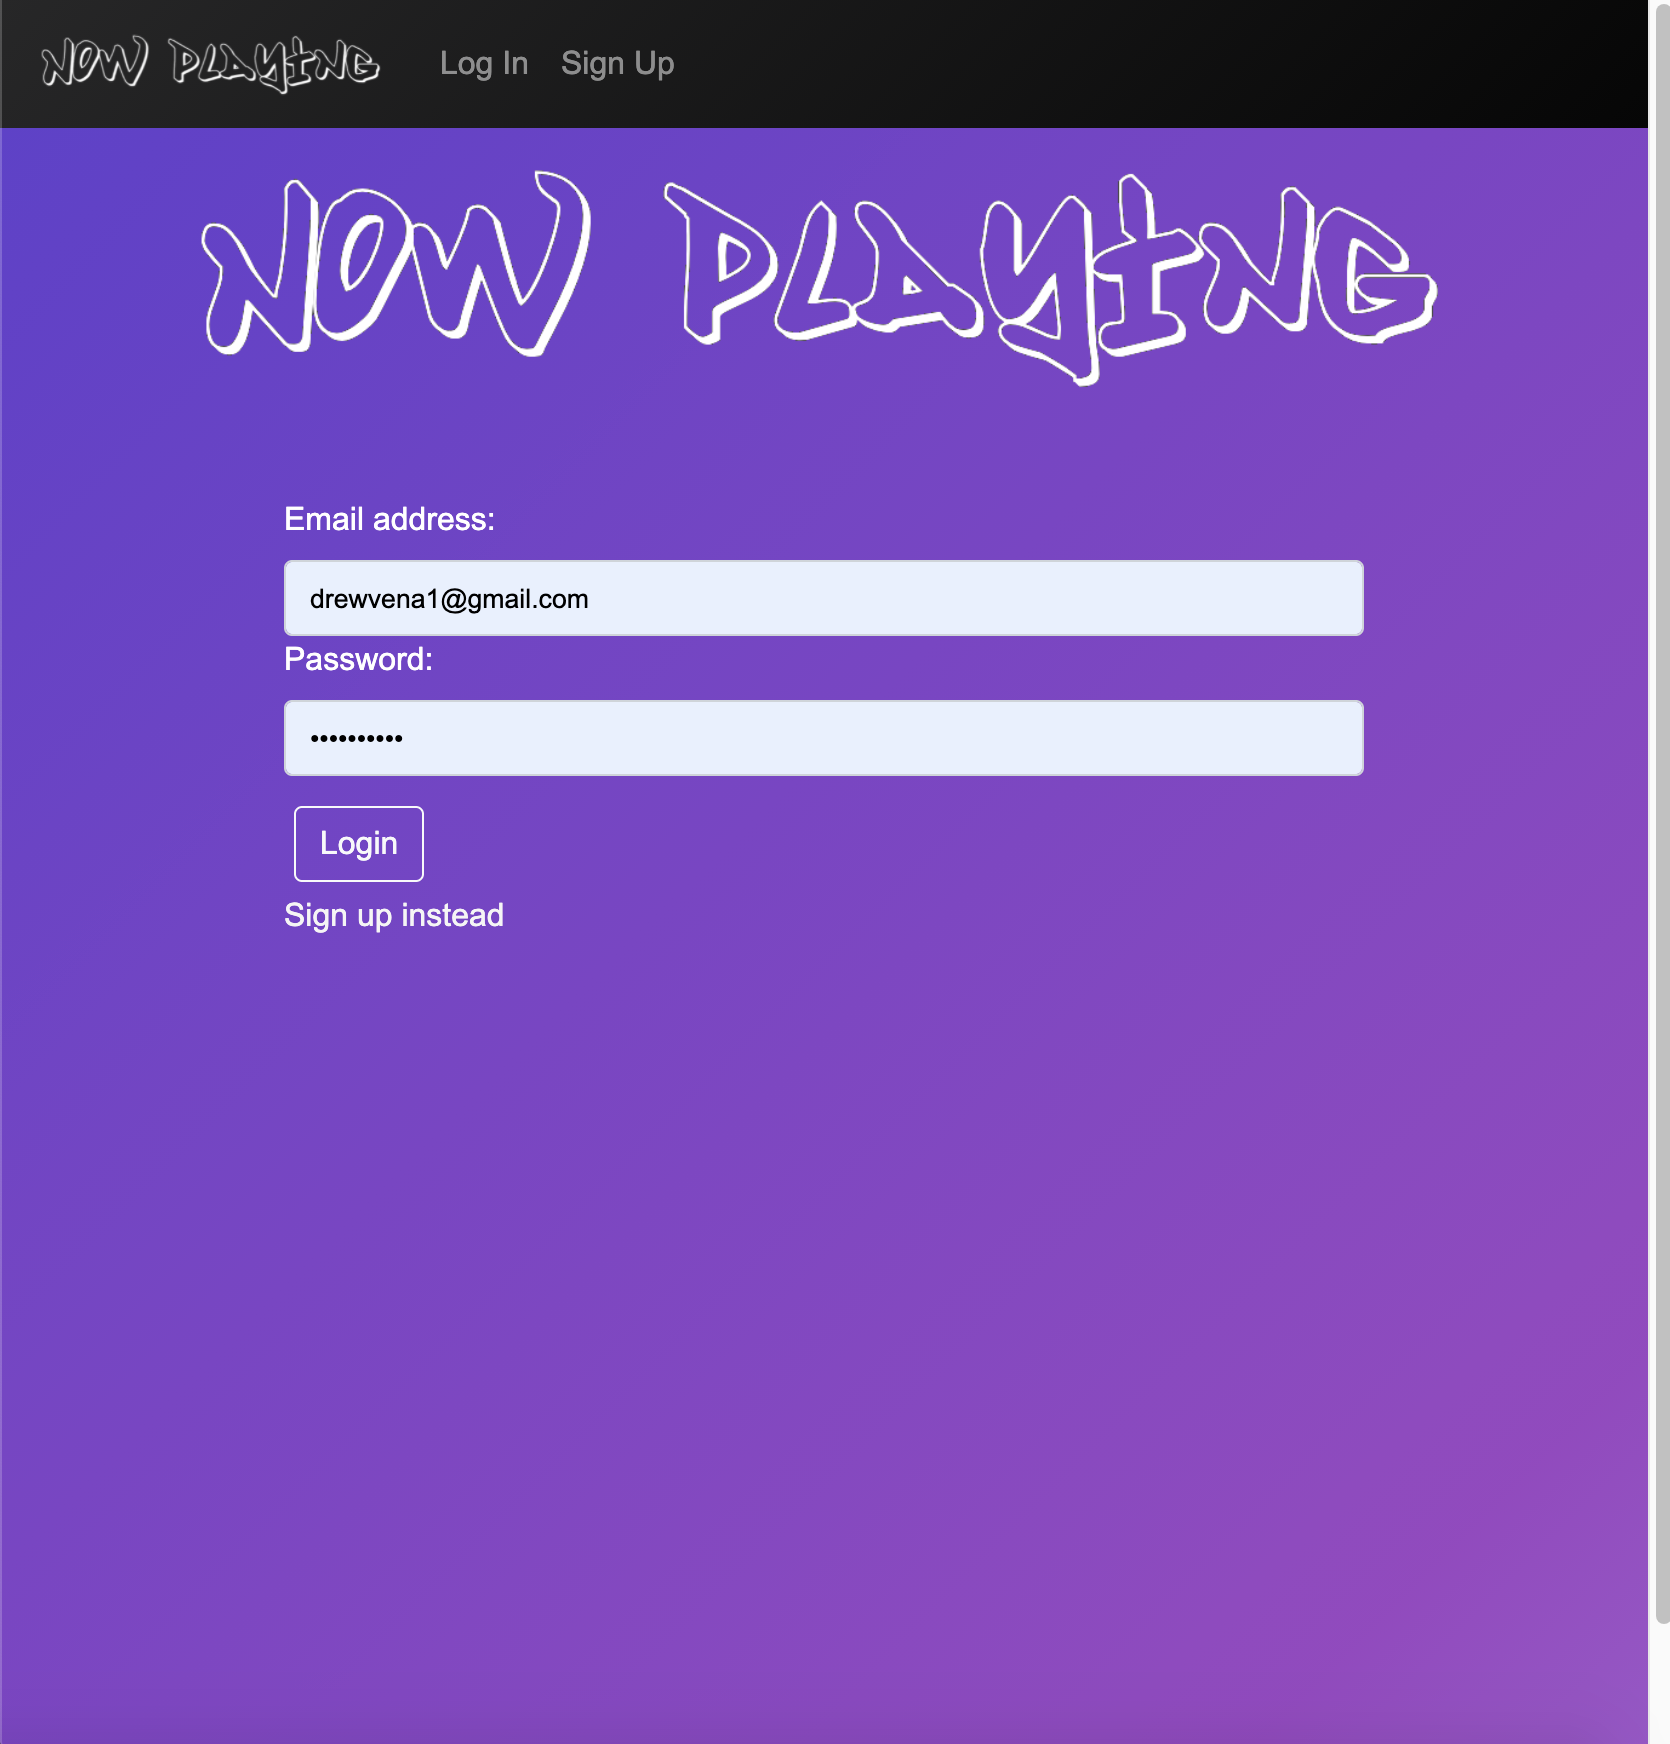 NOW PLAYING Log In Sign Up
NOW PLAYING
Email address:
drewvena1@gmail.com
Password:
••••••••••
Login
Sign up instead